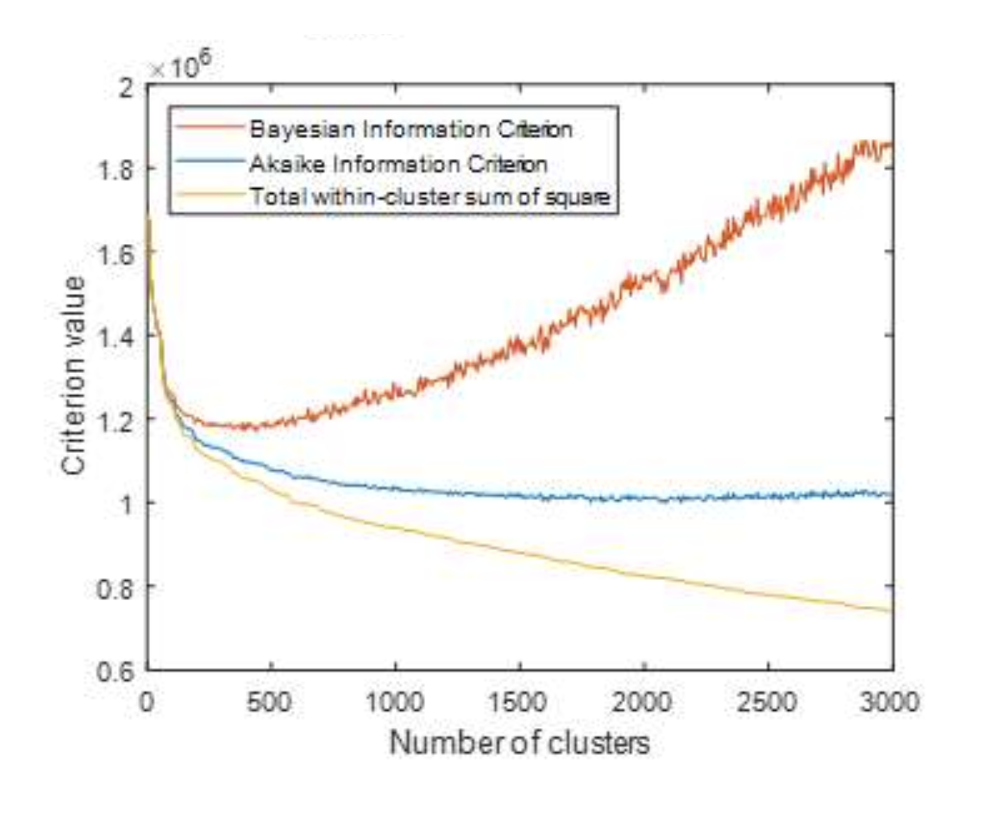 ×10⁶
2
1.8
1.6
1.4
1.2
1
0.8
0.6
Bayesian Information Criterion
Akaike Information Criterion
Total within-cluster sum of square
Criterion value
0 500 1000 1500 2000 2500 3000
Number of clusters